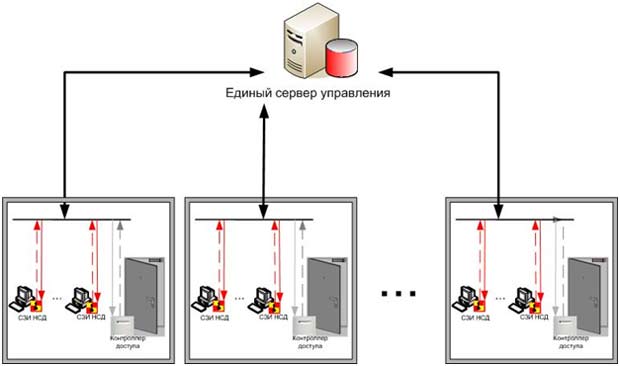 Единый сервер управления
...
СЗИ НСД
...
СЗИ НСД
Контроллер
доступа
СЗИ НСД
...
СЗИ НСД
Контроллер
доступа
...
СЗИ НСД
...
СЗИ НСД
Контроллер
доступа